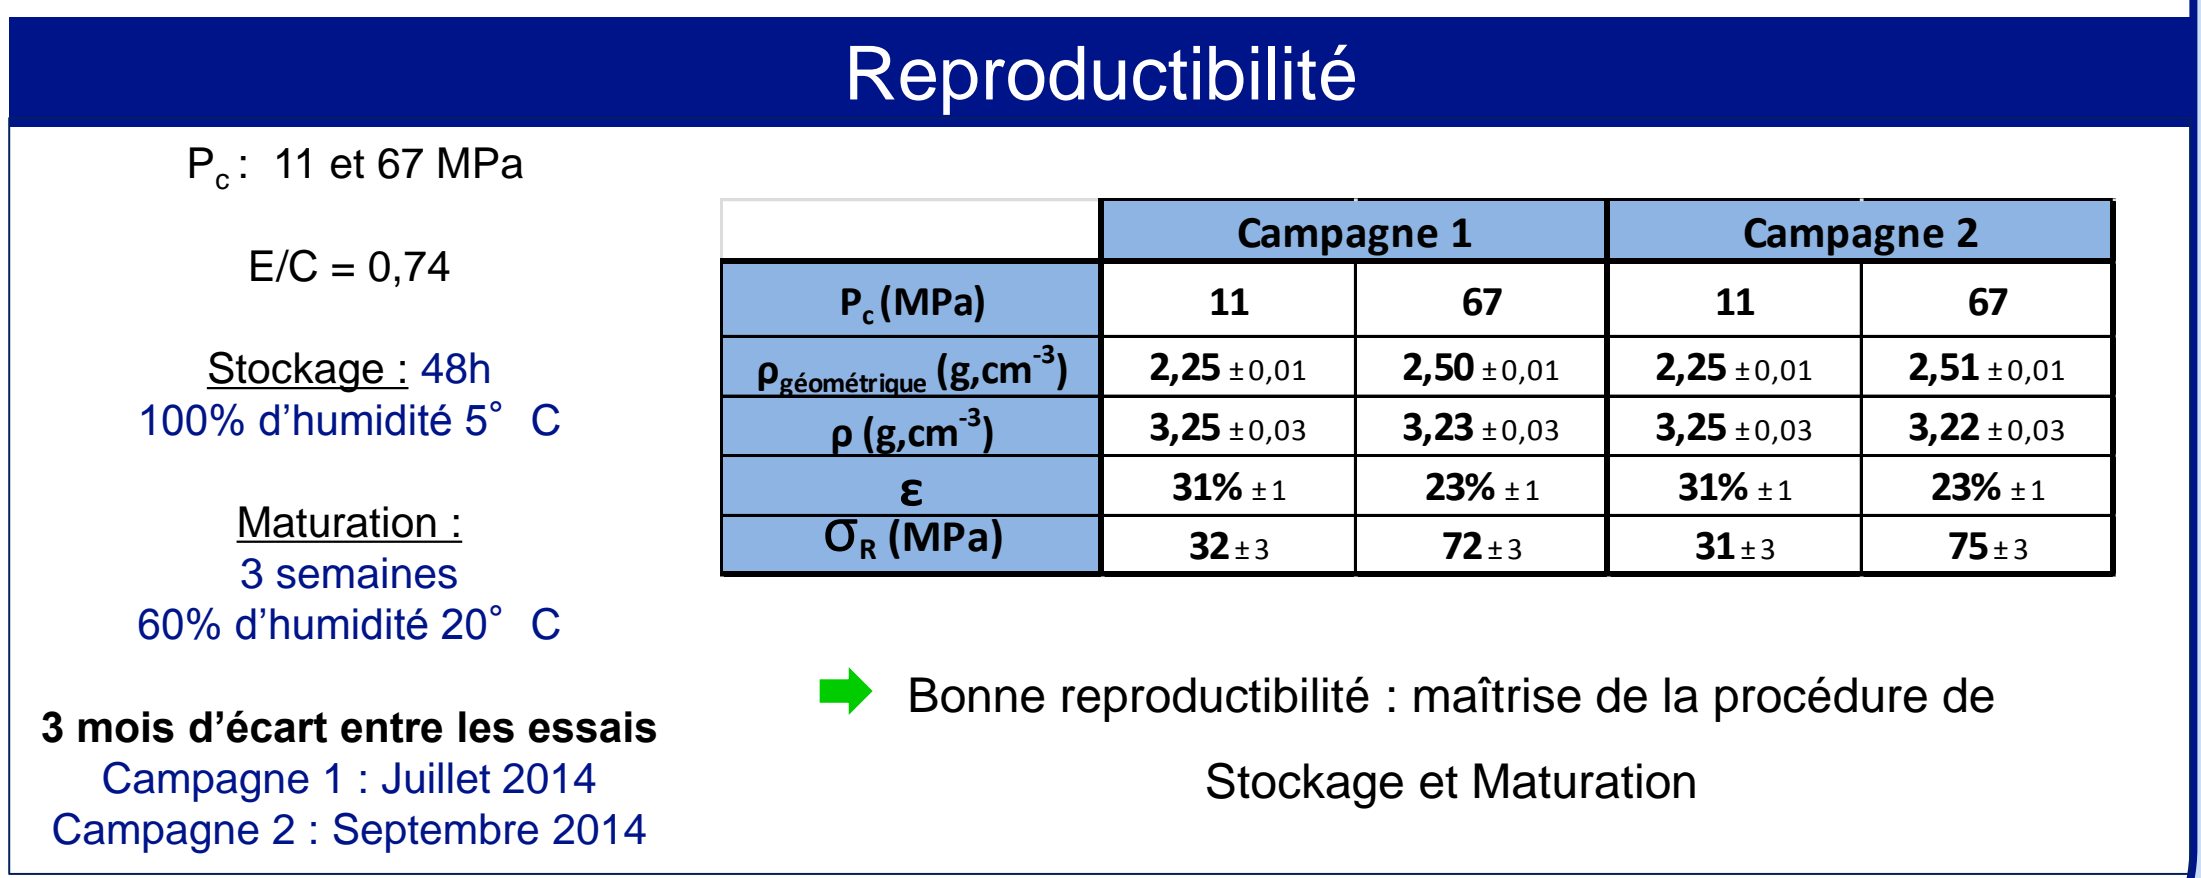 Reproductibilité
P_c : 11 et 67 MPa
E/C = 0,74
Stockage : 48h
100% d’humidité 5° C
Maturation :
3 semaines
60% d’humidité 20° C
3 mois d’écart entre les essais
Campagne 1 : Juillet 2014
Campagne 2 : Septembre 2014
Campagne 1 Campagne 2
P_c (MPa) 11 67 11 67
ρ_géométrique (g,cm⁻³) 2,25 ± 0,01 2,50 ± 0,01 2,25 ± 0,01 2,51 ± 0,01
ρ (g,cm⁻³) 3,25 ± 0,03 3,23 ± 0,03 3,25 ± 0,03 3,22 ± 0,03
ε 31% ± 1 23% ± 1 31% ± 1 23% ± 1
σ_R (MPa) 32 ± 3 72 ± 3 31 ± 3 75 ± 3
Bonne reproductibilité : maîtrise de la procédure de
Stockage et Maturation